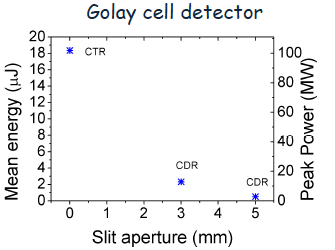 Golay cell detector
Mean energy (μJ)
20
18
16
14
12
10
8
6
4
2
0
CTR
CDR
CDR
100
80
60
40
20
0
Peak Power (MW)
0 1 2 3 4 5
Slit aperture (mm)